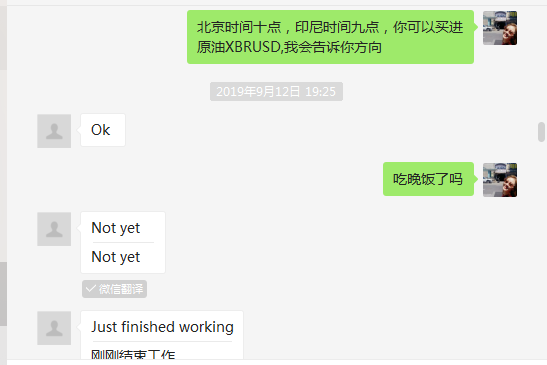 北京时间十点，印尼时间九点，你可以买进
原油XBRUSD,我会告诉你方向
2019年9月12日 19:25
Ok
吃晚饭了吗
Not yet
Not yet
微信翻译
Just finished working
刚刚结束工作